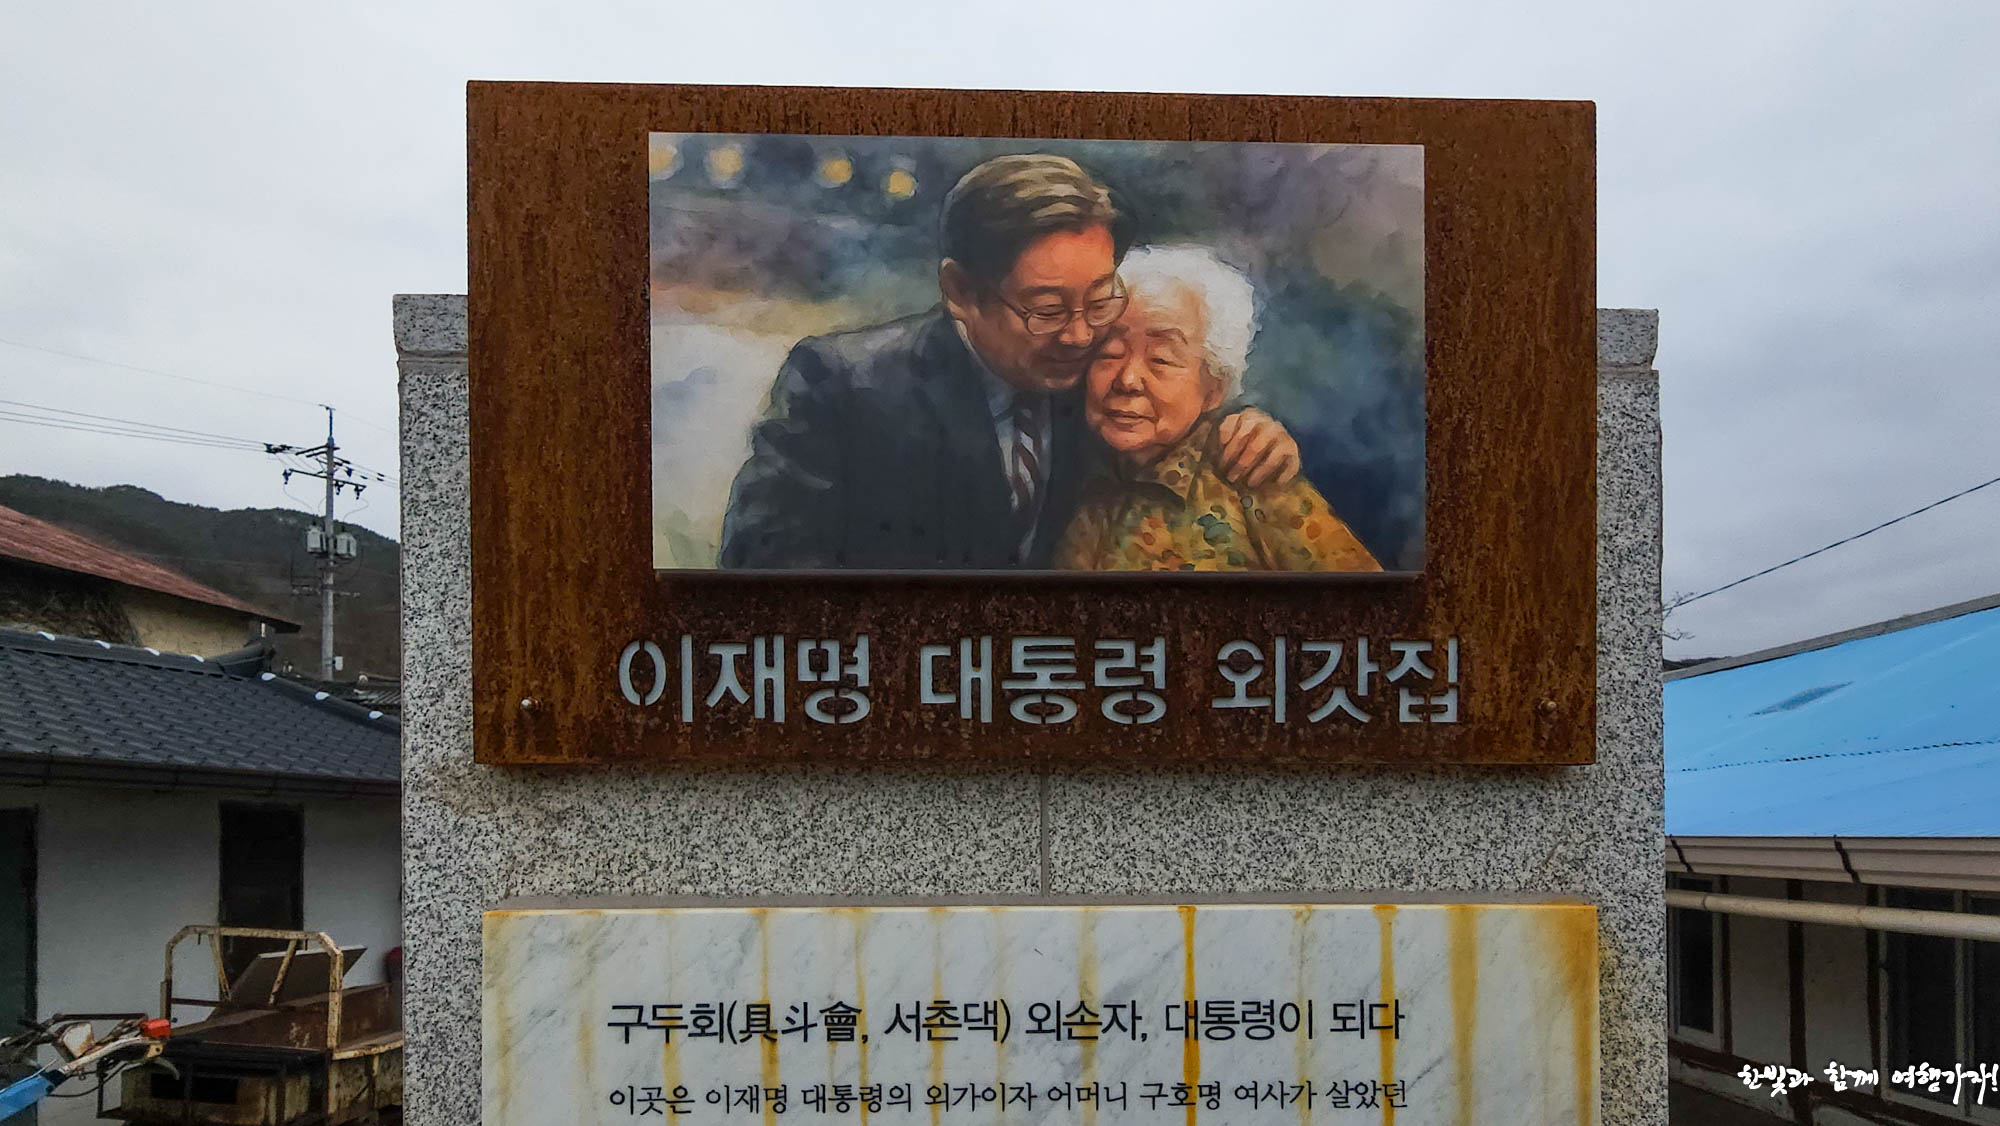 이재명 대통령 외갓집
구두회(具斗會, 서촌댁) 외손자, 대통령이 되다
이곳은 이재명 대통령의 외가이자 어머니 구호명 여사가 살았던
한빛과 함께 여행가자!